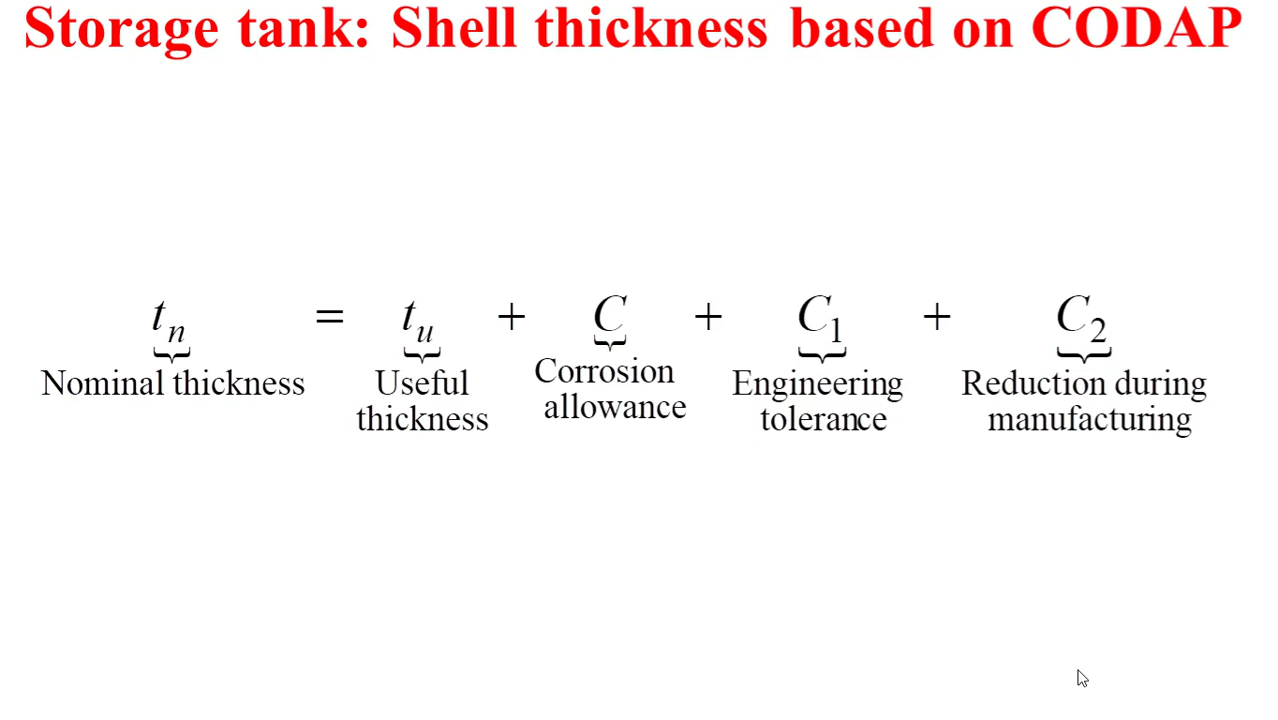 Storage tank: Shell thickness based on CODAP
tn = tu + C + C1 + C2
Nominal thickness Useful thickness Corrosion allowance Engineering tolerance Reduction during manufacturing